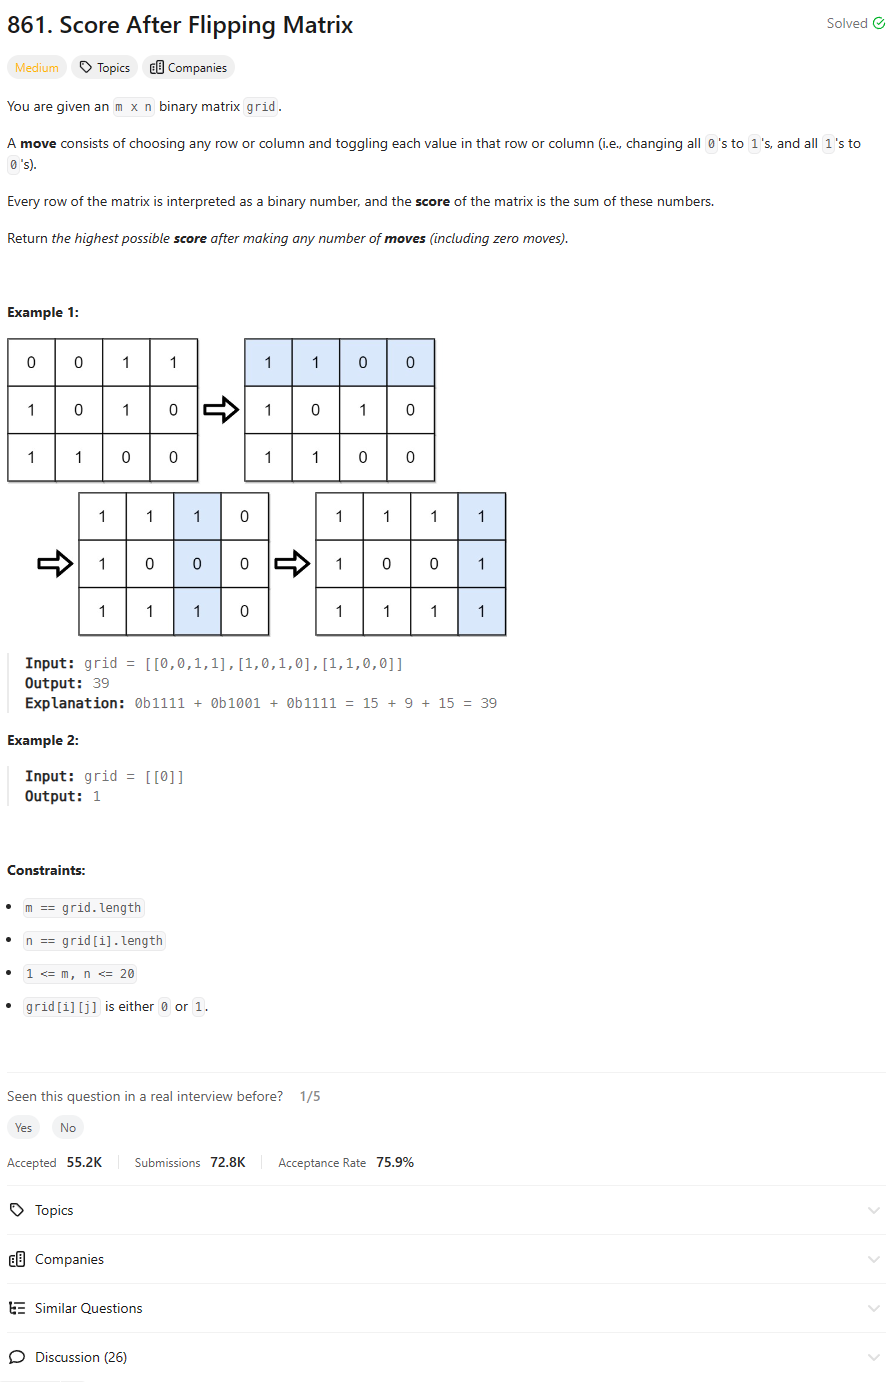 861. Score After Flipping Matrix
Solved
Medium Topics Companies
You are given an m x n binary matrix grid.
A move consists of choosing any row or column and toggling each value in that row or column (i.e., changing all 0's to 1's, and all 1's to
0's).
Every row of the matrix is interpreted as a binary number, and the score of the matrix is the sum of these numbers.
Return the highest possible score after making any number of moves (including zero moves).
Example 1:
0 0 1 1 1 1 0 0
1 0 1 0 1 0 1 0
1 1 0 0 1 1 0 0
1 1 1 0 1 1 1 1
1 0 0 0 1 0 0 1
1 1 1 0 1 1 1 1
Input: grid = [[0,0,1,1],[1,0,1,0],[1,1,0,0]]
Output: 39
Explanation: 0b1111 + 0b1001 + 0b1111 = 15 + 9 + 15 = 39
Example 2:
Input: grid = [[0]]
Output: 1
Constraints:
m == grid.length
n == grid[i].length
1 <= m, n <= 20
grid[i][j] is either 0 or 1.
Seen this question in a real interview before? 1/5
Yes No
Accepted 55.2K Submissions 72.8K Acceptance Rate 75.9%
Topics
Companies
Similar Questions
Discussion (26)